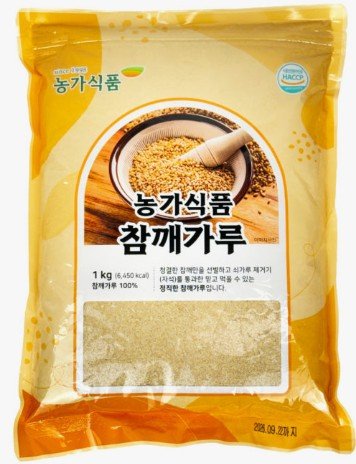 농가식품
HACCP
농가식품
참깨가루
1 kg (6,450 kcal)
참깨가루 100%
정결한 참깨만을 선별하고 쇠가루 제거기
(자석)를 통과한 믿고 먹을 수 있는
정직한 참깨가루입니다.